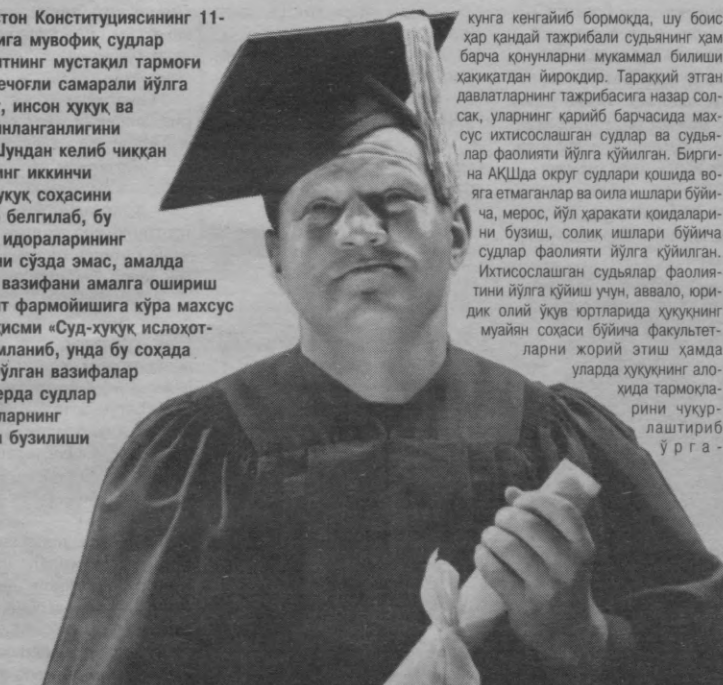 тон Конституциясининг 11-
ига мувофиқ судлар
тнинг мустақил тармоғи
ечоғли самарали йўлга
, инсон ҳуқуқ ва
инланганлигини
Шундан келиб чиққан
инг иккинчи
уқуқ соҳасини
белгилаб, бу
идораларининг
ни сўзда эмас, амалда
вазифани амалга ошириш
нт фармойишига кўра махсус
қисми «Суд-ҳуқуқ ислоҳот-
мланиб, унда бу соҳада
ўлган вазифалар
ерда судлар
ларнинг
бузилиши
кунга кенгайиб бормоқда, шу боис
ҳар қандай тажрибали судьянинг ҳам
барча қонунларни мукаммал билиши
ҳақиқатдан йироқдир. Тараққий этган
давлатларнинг тажрибасига назар сол-
сак, уларнинг қарийб барчасида мах-
сус ихтисослашган судлар ва судья-
лар фаолияти йўлга қўйилган. Бирги-
на АҚШда округ судлари қошида во-
яга етмаганлар ва оила ишлари бўйи-
ча, мерос, йўл ҳаракати қоидалари-
ни бузиш, солиқ ишлари бўйича
судлар фаолияти йўлга қўйилган.
Ихтисослашган судьялар фаолия-
тини йўлга қўйиш учун, аввало, юри-
дик олий ўқув юртларида ҳуқуқнинг
муайян соҳаси бўйича факультет-
ларни жорий этиш ҳамда
уларда ҳуқуқнинг ало-
ҳида тармоқла-
рини чуқур-
лаштириб
ўрга-